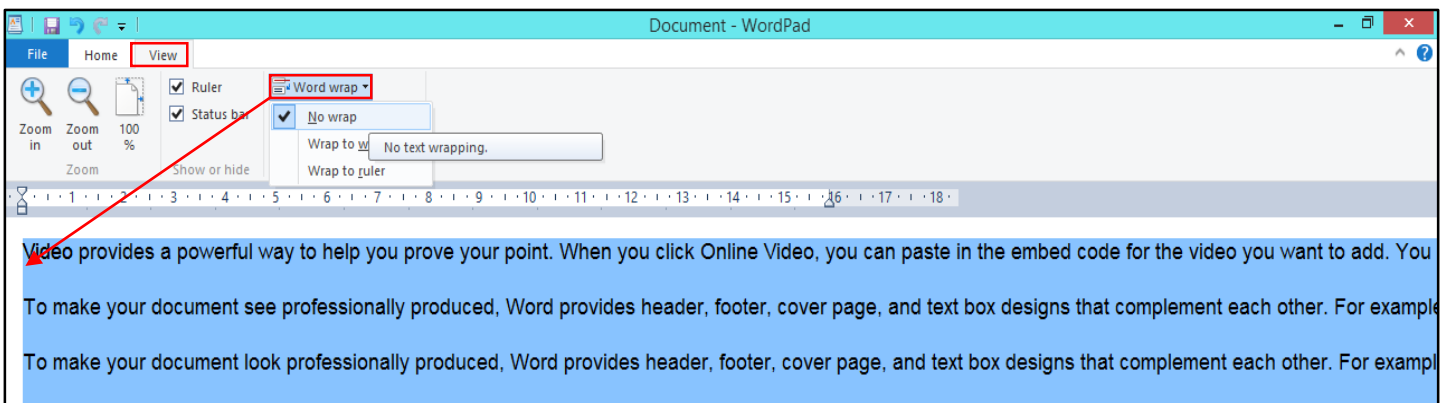 Document - WordPad
File Home View
Zoom in
Zoom out
100 %
Zoom
Ruler
Status bar
Show or hide
Word wrap
No wrap
Wrap to w
No text wrapping.
Wrap to ruler
1 2 3 4 5 6 7 8 9 10 11 12 13 14 15 16 17 18
Video provides a powerful way to help you prove your point. When you click Online Video, you can paste in the embed code for the video you want to add. You
To make your document see professionally produced, Word provides header, footer, cover page, and text box designs that complement each other. For example
To make your document look professionally produced, Word provides header, footer, cover page, and text box designs that complement each other. For exampl